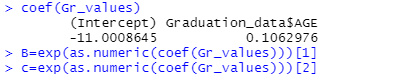 > coef(Gr_values)
(Intercept) Graduation_data$AGE
-11.0008645 0.1062976
> B=exp(as.numeric(coef(Gr_values)))[1]
> c=exp(as.numeric(coef(Gr_values)))[2]